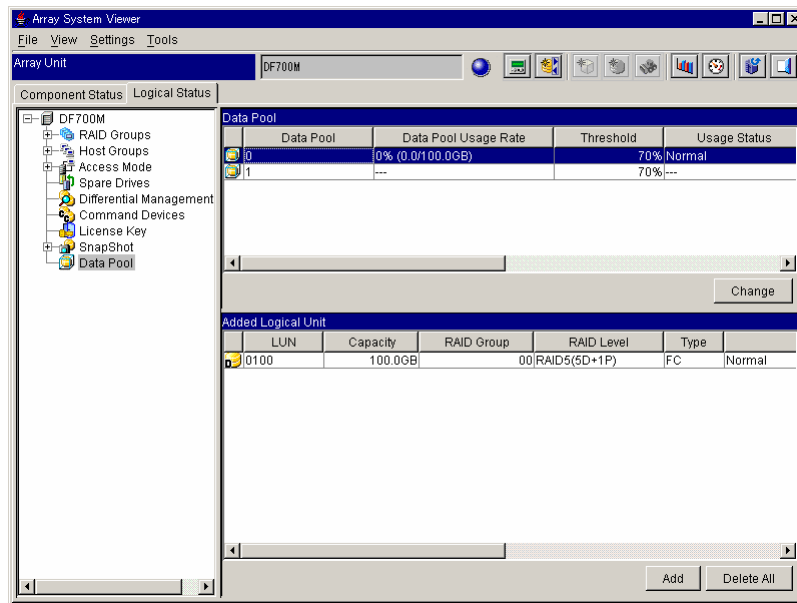 Array System Viewer
File View Settings Tools
Array Unit DF700M
Component Status Logical Status
DF700M
RAID Groups
Host Groups
Access Mode
Spare Drives
Differential Management
Command Devices
License Key
SnapShot
Data Pool
Data Pool
Data Pool Data Pool Usage Rate Threshold Usage Status
0 0% (0.0/100.0GB) 70% Normal
1 --- 70% ---
Change
Added Logical Unit
LUN Capacity RAID Group RAID Level Type
0100 100.0GB 00 RAID5(5D+1P) FC Normal
Add Delete All